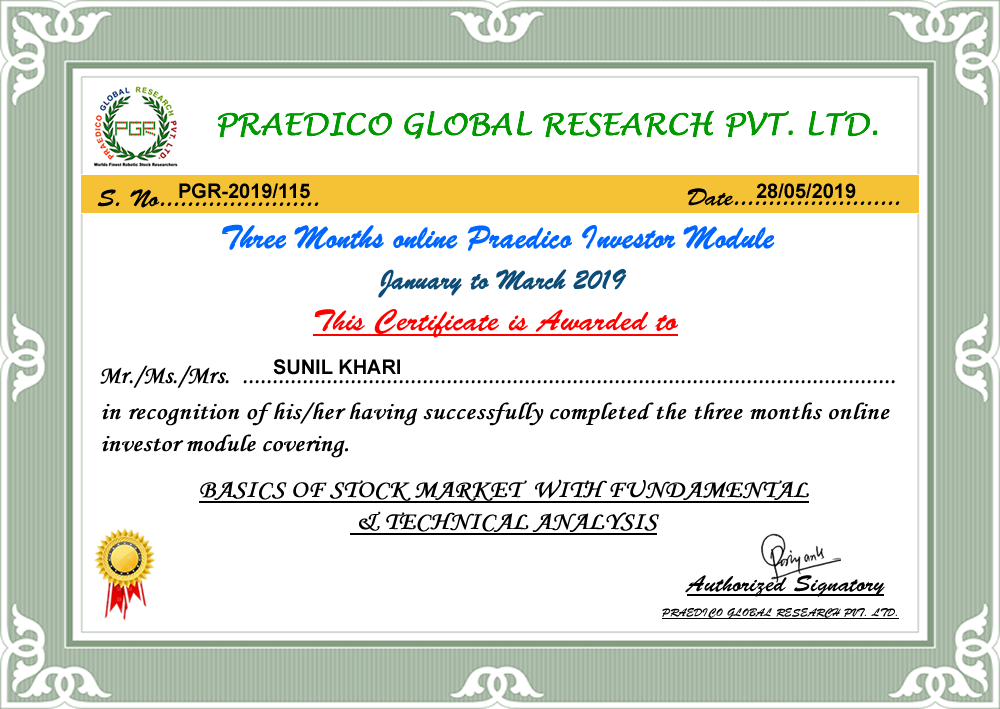 PRAEDICO GLOBAL RESEARCH PVT. LTD.
PGR
Worlds Finest Robotic Stock Researchers
PRAEDICO GLOBAL RESEARCH PVT. LTD.
S. No....................... PGR-2019/115 Date........................ 28/05/2019
Three Months online Praedico Investor Module
January to March 2019
This Certificate is Awarded to
Mr./Ms./Mrs. SUNIL KHARI
in recognition of his/her having successfully completed the three months online
investor module covering.
BASICS OF STOCK MARKET WITH FUNDAMENTAL
& TECHNICAL ANALYSIS
Priyank
Authorized Signatory
PRAEDICO GLOBAL RESEARCH PVT. LTD.